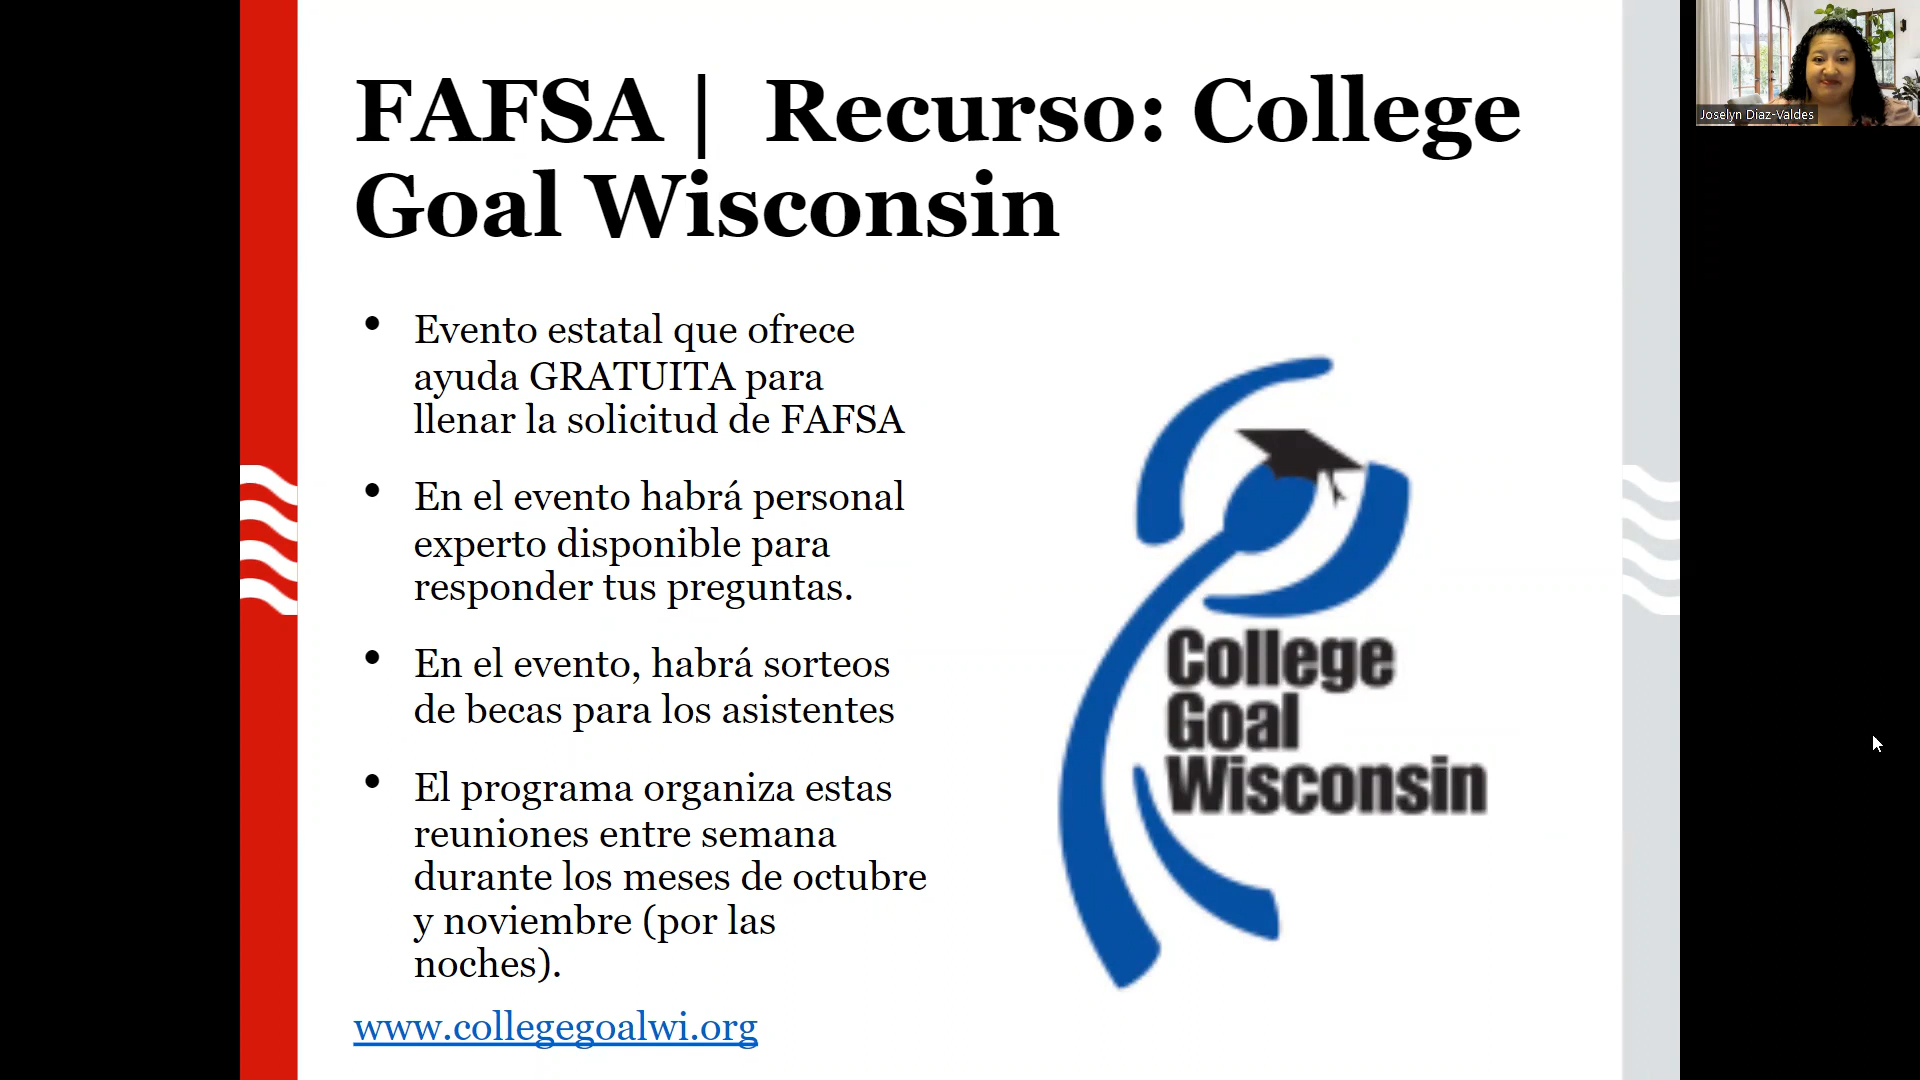 FAFSA | Recurso: College
Goal Wisconsin
Evento estatal que ofrece
ayuda GRATUITA para
llenar la solicitud de FAFSA
En el evento habrá personal
experto disponible para
responder tus preguntas.
En el evento, habrá sorteos
de becas para los asistentes
El programa organiza estas
reuniones entre semana
durante los meses de octubre
y noviembre (por las
noches).
www.collegegoalwi.org
College
Goal
Wisconsin
Joselyn Diaz-Valdes